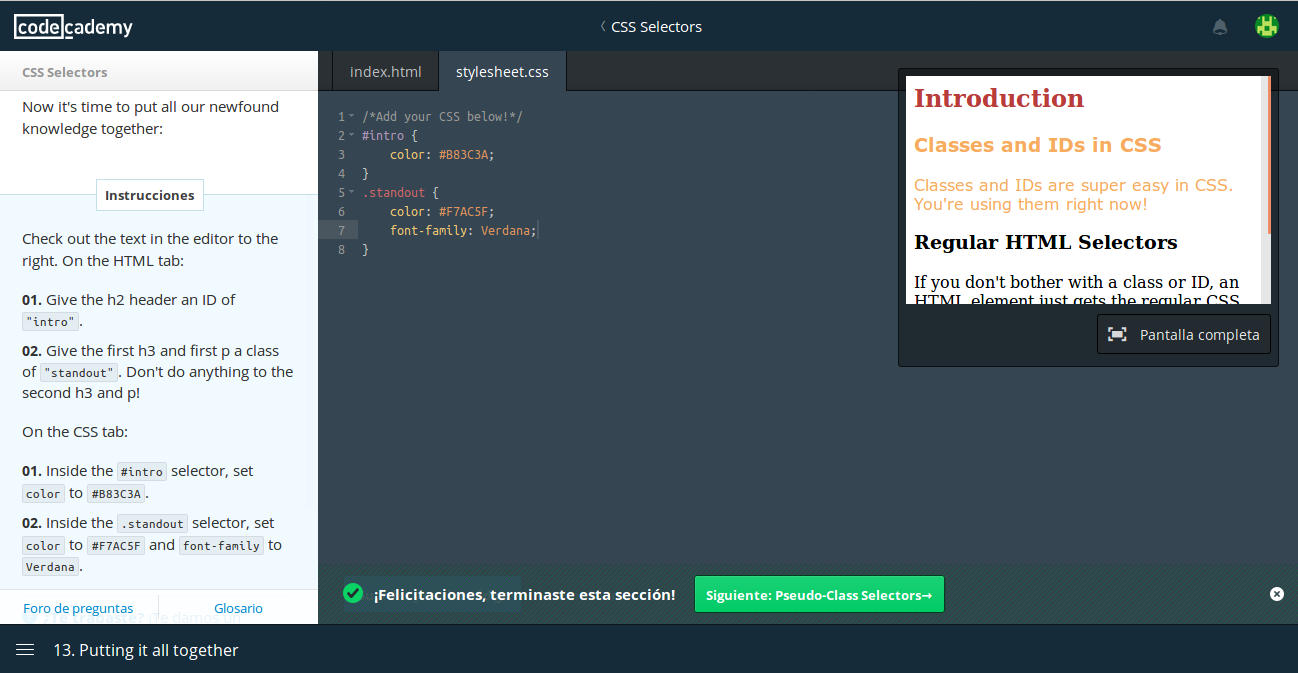 codecademy
CSS Selectors
CSS Selectors
Now it's time to put all our newfound
knowledge together:
Instrucciones
Check out the text in the editor to the
right. On the HTML tab:
01. Give the h2 header an ID of
"intro".
02. Give the first h3 and first p a class
of "standout". Don't do anything to the
second h3 and p!
On the CSS tab:
01. Inside the #intro selector, set
color to #B83C3A.
02. Inside the .standout selector, set
color to #F7AC5F and font-family to
Verdana.
Foro de preguntas
Glosario
index.html
stylesheet.css
1 /*Add your CSS below!*/
2 #intro {
3 color: #B83C3A;
4 }
5 .standout {
6 color: #F7AC5F;
7 font-family: Verdana;
8 }
Introduction
Classes and IDs in CSS
Classes and IDs are super easy in CSS.
You're using them right now!
Regular HTML Selectors
If you don't bother with a class or ID, an
HTML element just gets the regular CSS
Pantalla completa
¡Felicitaciones, terminaste esta sección!
Siguiente: Pseudo-Class Selectors→
13. Putting it all together